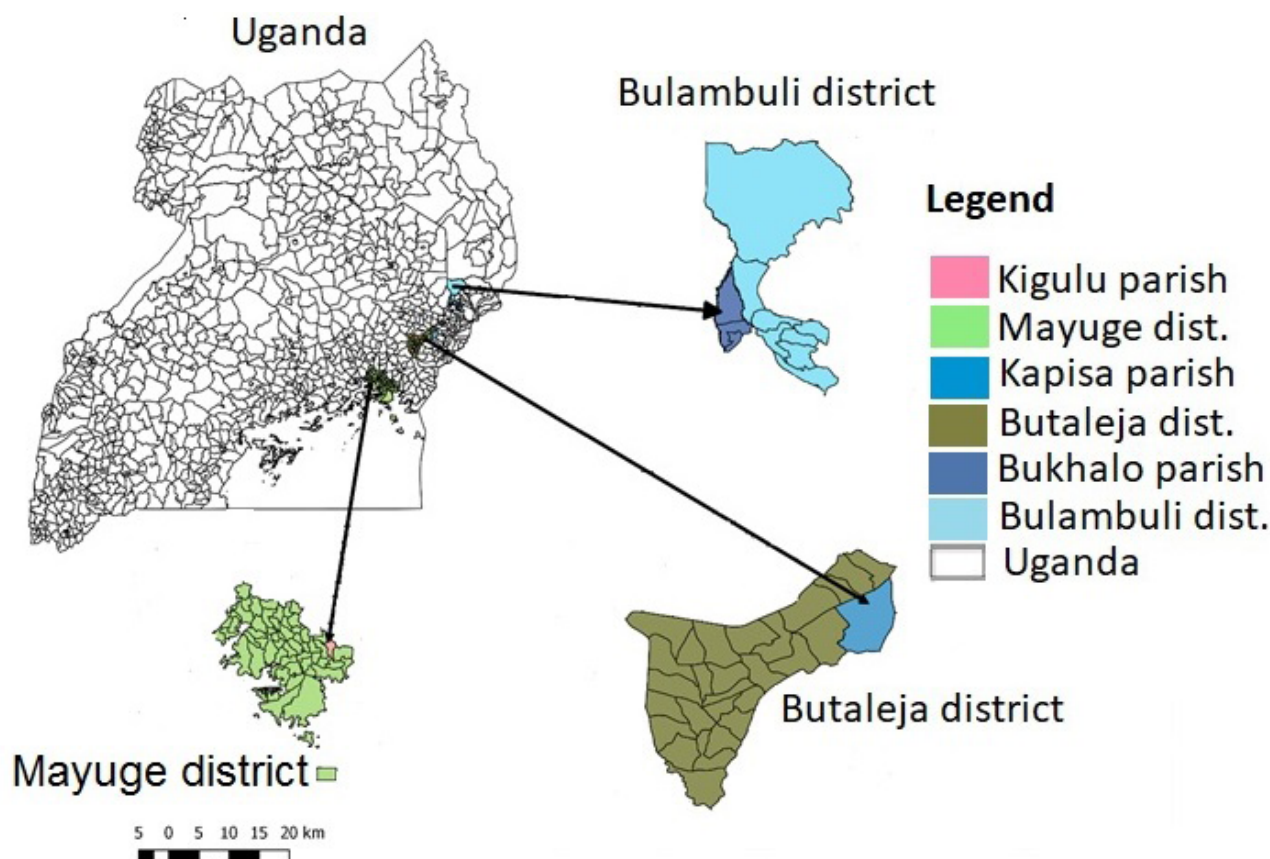 Uganda
Bulambuli district
Legend
Kigulu parish
Mayuge dist.
Kapisa parish
Butaleja dist.
Bukhalo parish
Bulambuli dist.
Uganda
Butaleja district
Mayuge district
5 0 5 10 15 20 km